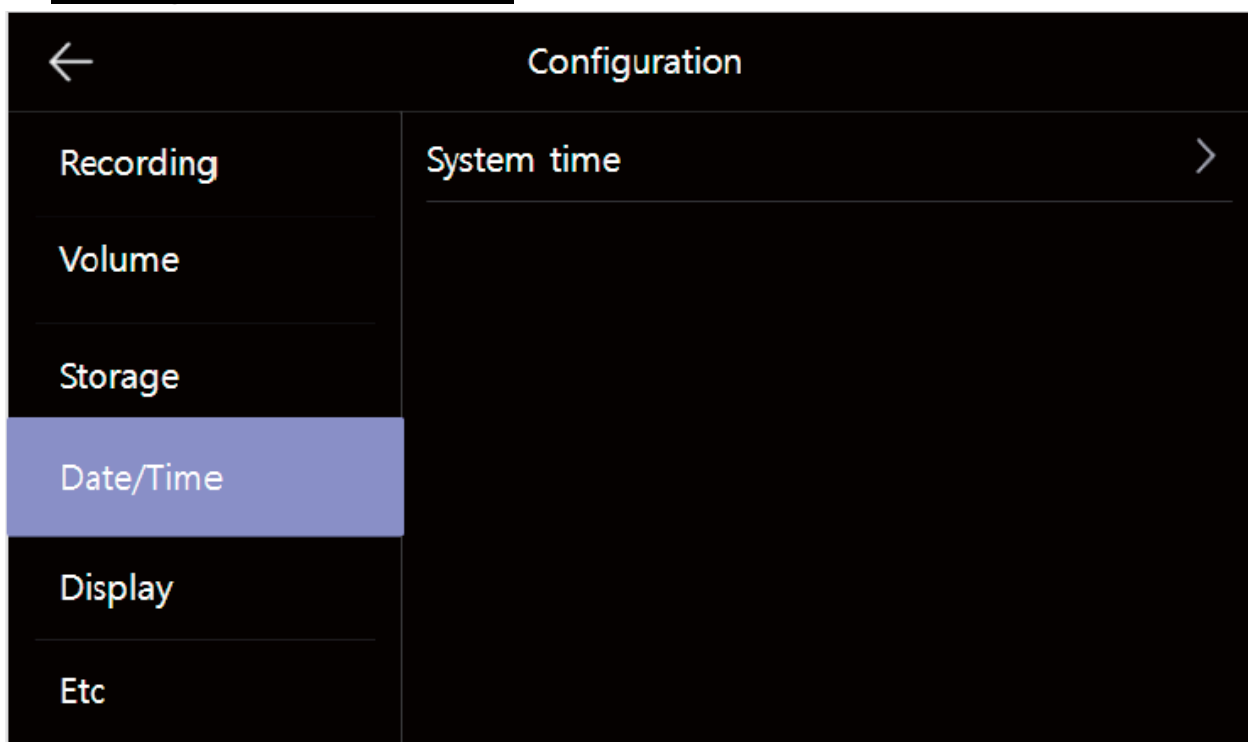 Configuration
Recording
Volume
Storage
Date/Time
Display
Etc
System time